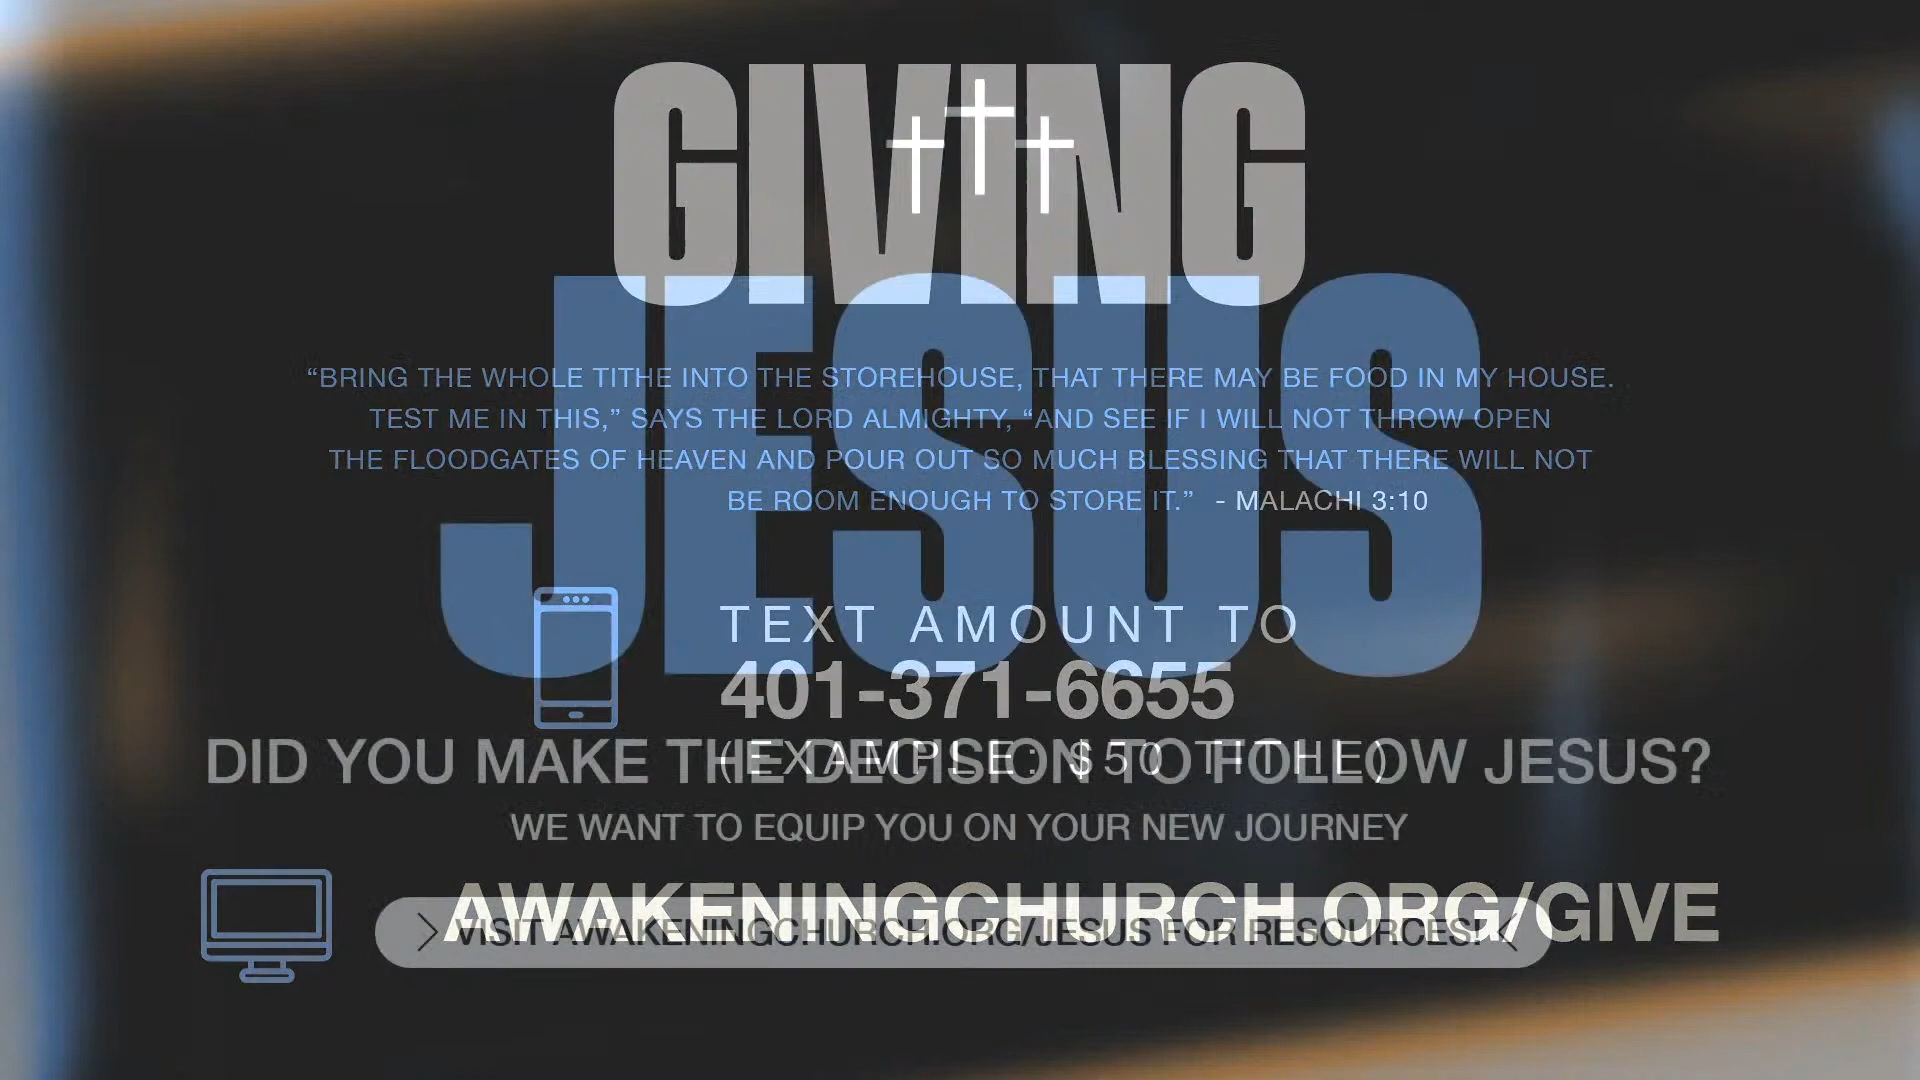 GIVING
JESUS
“BRING THE WHOLE TITHE INTO THE STOREHOUSE, THAT THERE MAY BE FOOD IN MY HOUSE.
TEST ME IN THIS,” SAYS THE LORD ALMIGHTY, “AND SEE IF I WILL NOT THROW OPEN
THE FLOODGATES OF HEAVEN AND POUR OUT SO MUCH BLESSING THAT THERE WILL NOT
BE ROOM ENOUGH TO STORE IT.” - MALACHI 3:10
TEXT AMOUNT TO
401-371-6655
(EXAMPLE: $50 TITHE)
DID YOU MAKE THE DECISION TO FOLLOW JESUS?
WE WANT TO EQUIP YOU ON YOUR NEW JOURNEY
AWAKENINGCHURCH.ORG/GIVE
VISIT AWAKENINGCHURCH.ORG/JESUS FOR RESOURCES!